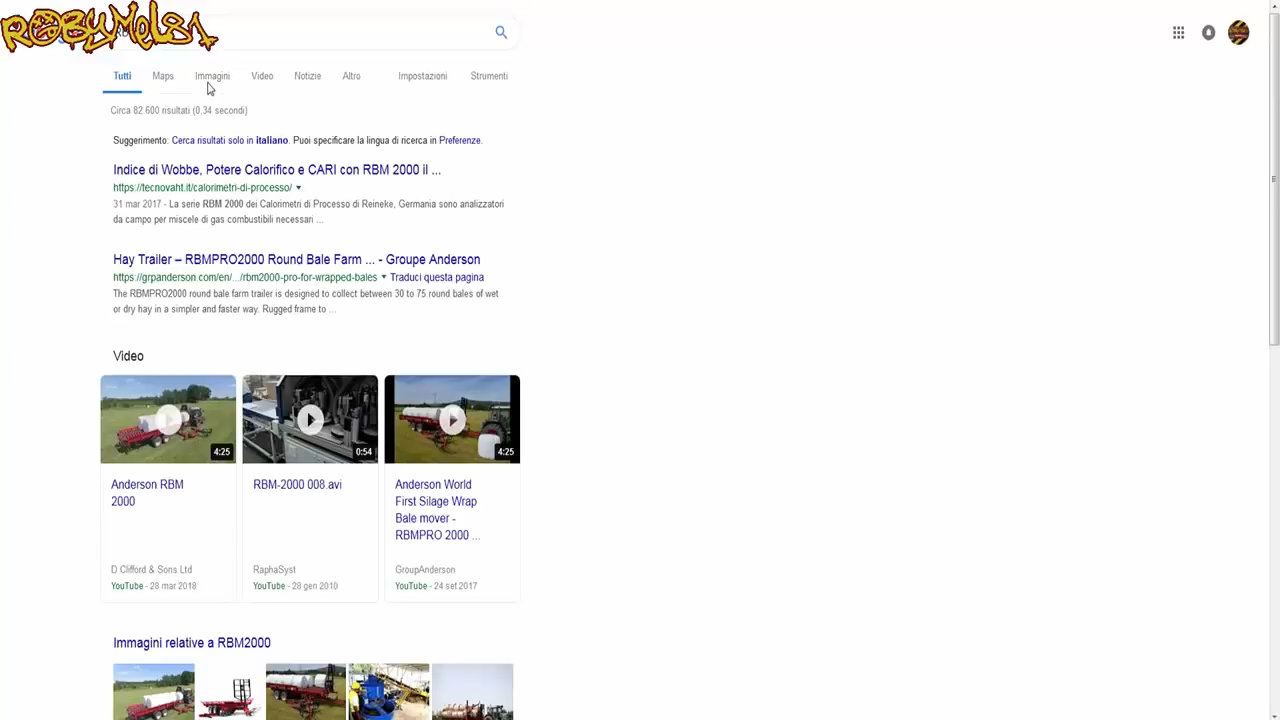 ROBYMOL81
Tutti Maps Immagini Video Notizie Altro Impostazioni Strumenti
Circa 82.600 risultati (0,34 secondi)
Suggerimento: Cerca risultati solo in italiano. Puoi specificare la lingua di ricerca in Preferenze.
Indice di Wobbe, Potere Calorifico e CARI con RBM 2000 il ...
https://tecnovaht.it/calorimetri-di-processo/
31 mar 2017 - La serie RBM 2000 dei Calorimetri di Processo di Reineke, Germania sono analizzatori
da campo per miscele di gas combustibili necessari ...
Hay Trailer – RBMPRO2000 Round Bale Farm ... - Groupe Anderson
https://grpanderson.com/en/.../rbm2000-pro-for-wrapped-bales Traduci questa pagina
The RBMPRO2000 round bale farm trailer is designed to collect between 30 to 75 round bales of wet
or dry hay in a simpler and faster way. Rugged frame to ...
Video
4:25
0:54
4:25
Anderson RBM
2000
D Clifford & Sons Ltd
YouTube - 28 mar 2018
RBM-2000 008.avi
RaphaSyst
YouTube - 28 gen 2010
Anderson World
First Silage Wrap
Bale mover -
RBMPRO 2000 ...
GroupAnderson
YouTube - 24 set 2017
Immagini relative a RBM2000